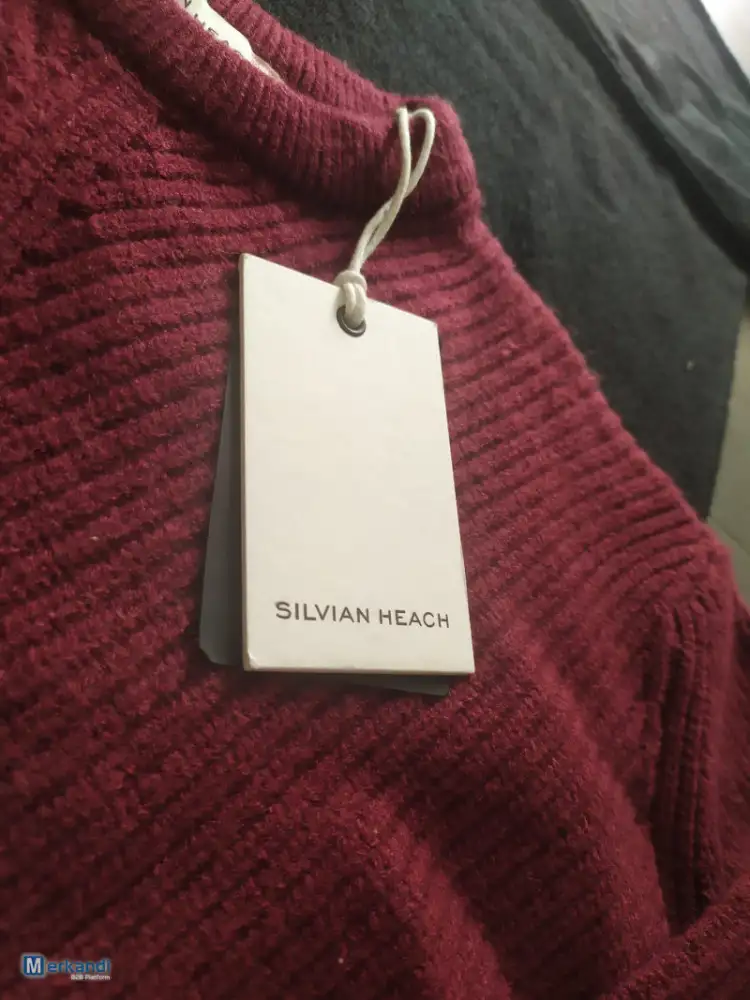 SILVIAN HEACH
Merkandi
B2B Platform